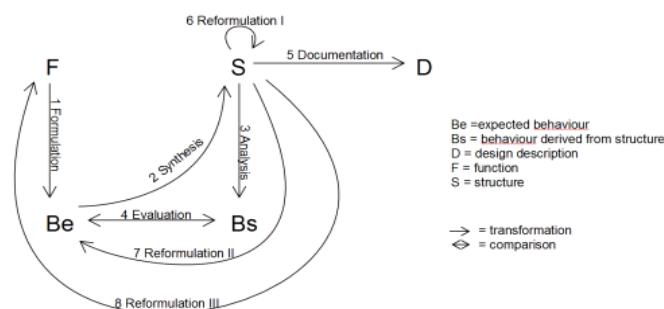 6 Reformulation I
5 Documentation
F
S
D
1 Formulation
2 Synthesis
3 Analysis
Be =expected behaviour
Bs = behaviour derived from structure
D = design description
F = function
S = structure
Be
4 Evaluation
Bs
7 Reformulation II
= transformation
= comparison
8 Reformulation III